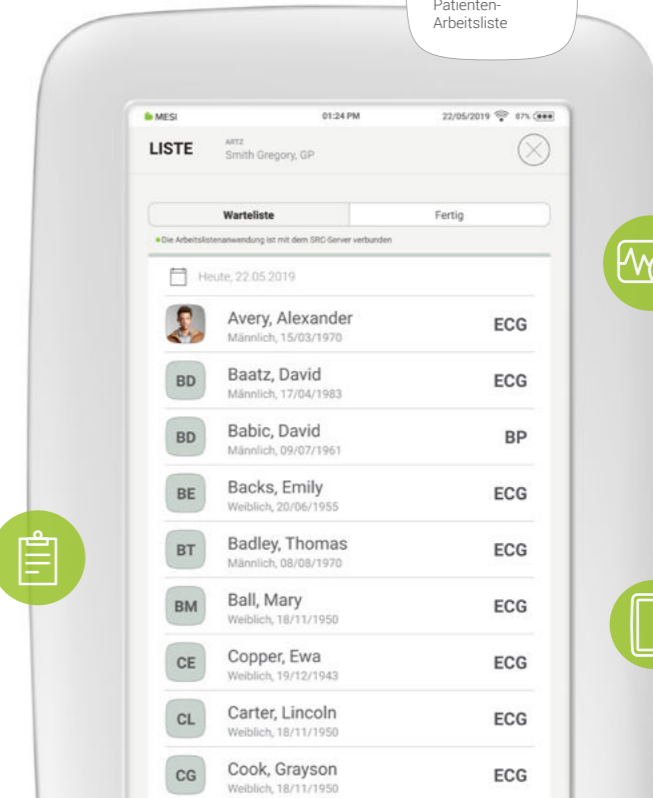 Patienten-
Arbeitsliste
MESI 01:24 PM 22/05/2019 87%
LISTE ARTZ
Smith Gregory, GP
Warteliste Fertig
Die Arbeitslistenanwendung ist mit dem SRC-Server verbunden
Heute, 22.05.2019
Avery, Alexander ECG
Männlich, 15/03/1970
BD Baatz, David ECG
Männlich, 17/04/1983
BD Babic, David BP
Männlich, 09/07/1961
BE Backs, Emily ECG
Weiblich, 20/06/1955
BT Badley, Thomas ECG
Männlich, 08/08/1970
BM Ball, Mary ECG
Weiblich, 18/11/1950
CE Copper, Ewa ECG
Weiblich, 19/12/1943
CL Carter, Lincoln ECG
Weiblich, 18/11/1950
CG Cook, Grayson ECG
Weiblich, 18/11/1950